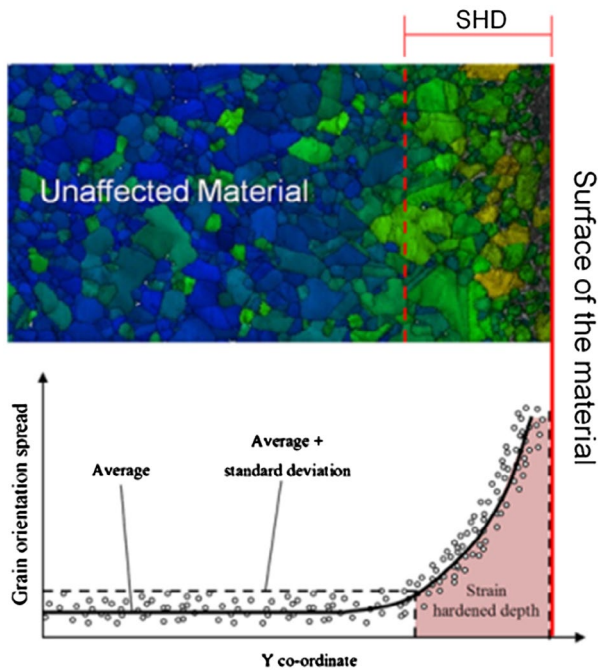 SHD
Unaffected Material
Surface of the material
Grain orientation spread
Average +
standard deviation
Average
Strain
hardened depth
Y co-ordinate